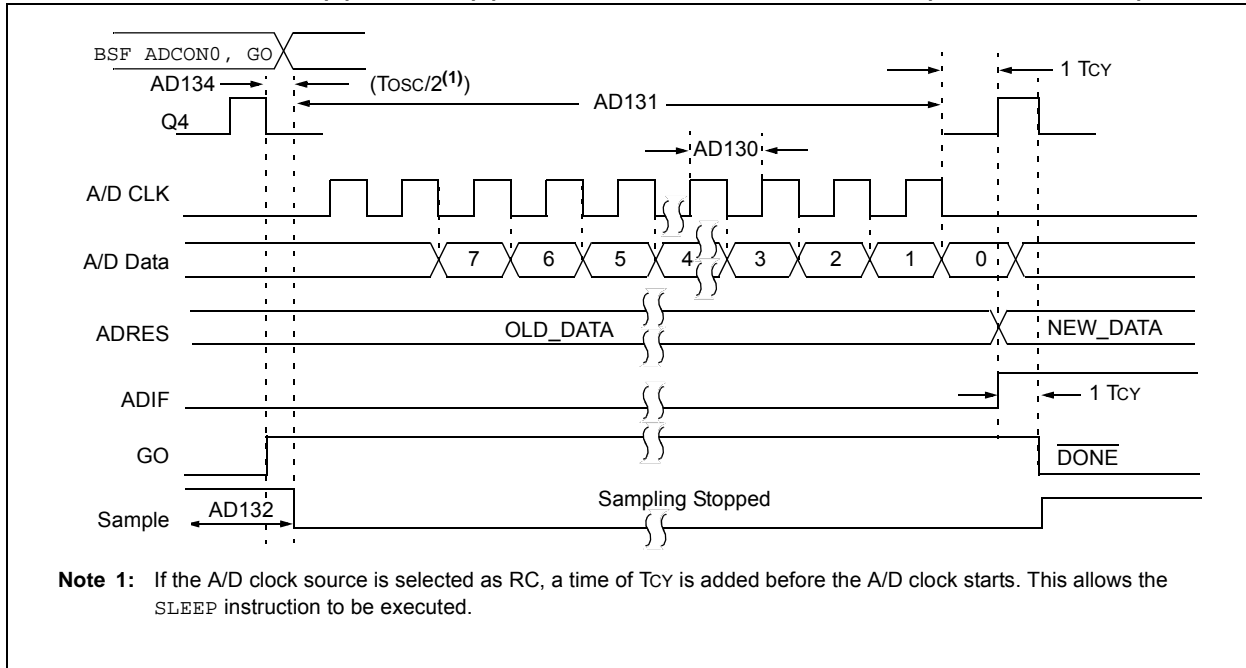 BSF ADCON0, GO
AD134
(TOSC/2(1))
1 TCY
AD131
Q4
AD130
A/D CLK
A/D Data
7 6 5 4 3 2 1 0
ADRES
OLD_DATA
NEW_DATA
ADIF
1 TCY
GO
DONE
Sampling Stopped
AD132
Sample
Note 1: If the A/D clock source is selected as RC, a time of TCY is added before the A/D clock starts. This allows the
SLEEP instruction to be executed.